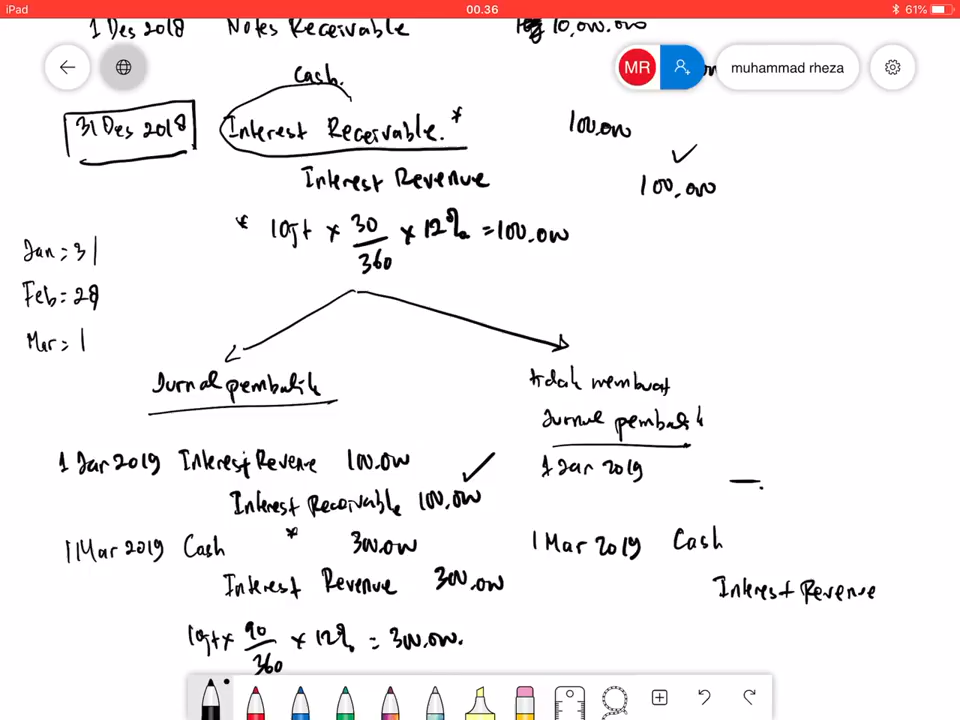 iPad 00.36 61%
1 Des 2018 Notes Receivable 10,000.000
MR muhammad rheza
Cash.
31 Des 2018 Interest Receivable.* 100.000
Interest Revenue 100.000
* 10jt x 30/360 x 12% = 100.000
Jan = 31
Feb = 28
Mar = 1
Jurnal pembalik
tidak membuat
Jurnal pembalik
1 Jan 2019 Interest Revenue 100.000
Interest Receivable 100.000
1 Jan 2019 —.
1 Mar 2019 Cash * 300.000
Interest Revenue 300.000
1 Mar 2019 Cash
Interest Revenue
10jt x 90/360 x 12% = 300.000.